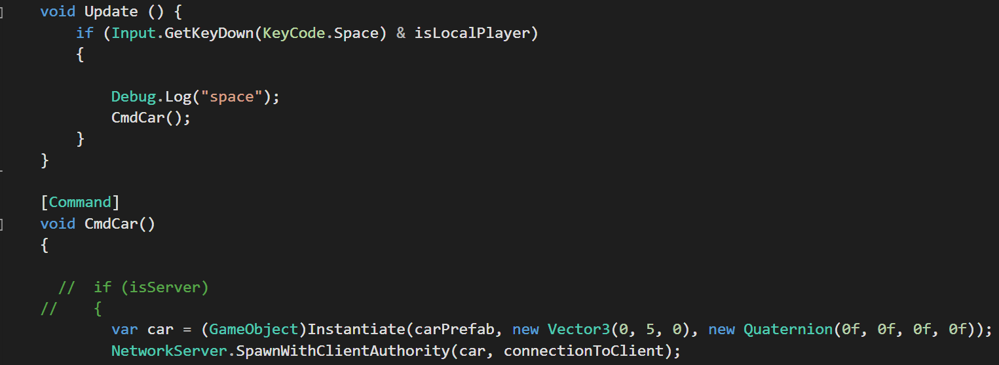 void Update () {
if (Input.GetKeyDown(KeyCode.Space) & isLocalPlayer)
{
Debug.Log("space");
CmdCar();
}
}
[Command]
void CmdCar()
{
// if (isServer)
// {
var car = (GameObject)Instantiate(carPrefab, new Vector3(0, 5, 0), new Quaternion(0f, 0f, 0f, 0f));
NetworkServer.SpawnWithClientAuthority(car, connectionToClient);